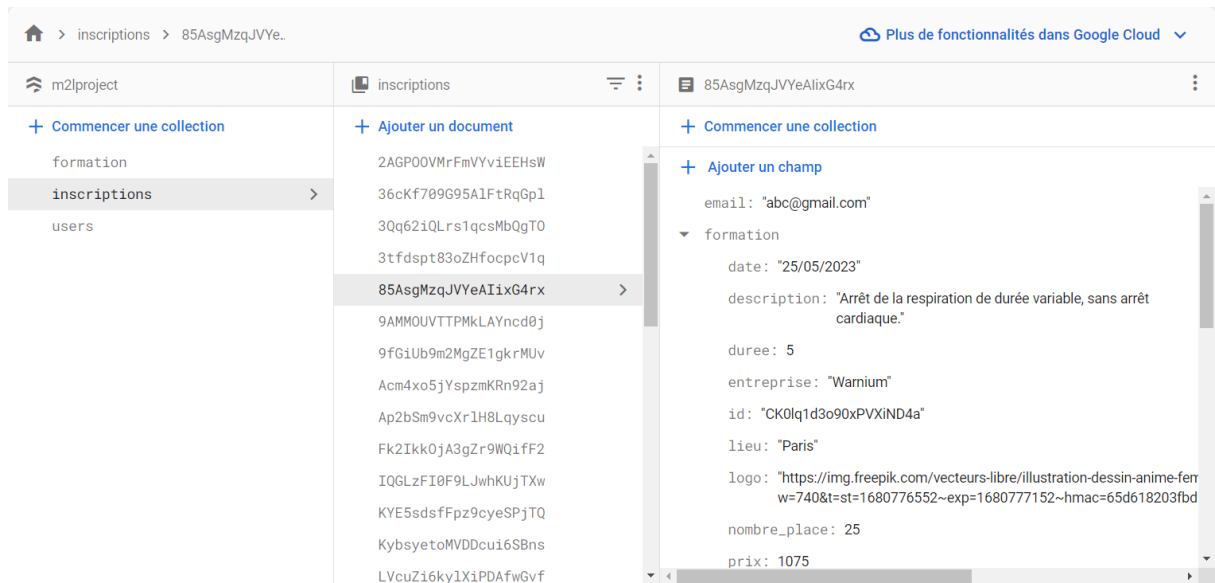 inscriptions > 85AsgMzqJVYe..
Plus de fonctionnalités dans Google Cloud
m2lproject
inscriptions
85AsgMzqJVYeAIixG4rx
+ Commencer une collection
+ Ajouter un document
+ Commencer une collection
formation
inscriptions
users
2AGPOOVMrFmVYviEEHsW
36cKf709G95AlFtRqGpl
3Qq62iQLrs1qcsMbQgTO
3tfdspt83oZHfocpcV1q
85AsgMzqJVYeAIixG4rx
9AMMOUVTTPMkLAYncd0j
9fGiUb9m2MgZE1gkrMUv
Acm4xo5jYspzmKRn92aj
Ap2bSm9vcXrlH8Lqyscu
Fk2IkkOjA3gZr9WQifF2
IQGLzFI0F9LJwhKUjTXw
KYE5sdsfFpz9cyeSPjTQ
KybsyetoMVDDcui6SBns
LVcuZi6kylXiPDAfwGvf
+ Ajouter un champ
email: "abc@gmail.com"
formation
date: "25/05/2023"
description: "Arrêt de la respiration de durée variable, sans arrêt
cardiaque."
duree: 5
entreprise: "Warnium"
id: "CK0lq1d3o90xPVXiND4a"
lieu: "Paris"
logo: "https://img.freepik.com/vecteurs-libre/illustration-dessin-anime-fem
w=740&t=st=1680776552~exp=1680777152~hmac=65d618203fbd
nombre_place: 25
prix: 1075